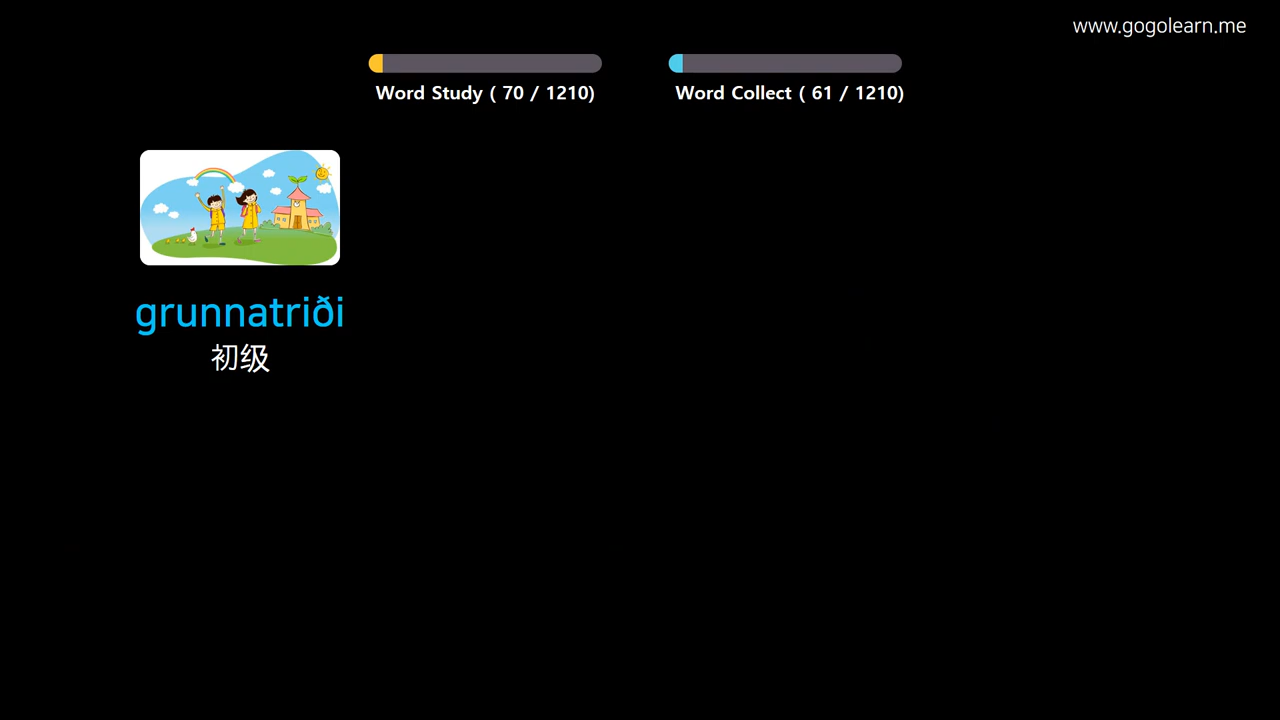 www.gogolearn.me
Word Study ( 70 / 1210)
Word Collect ( 61 / 1210)
grunnatriði
初级